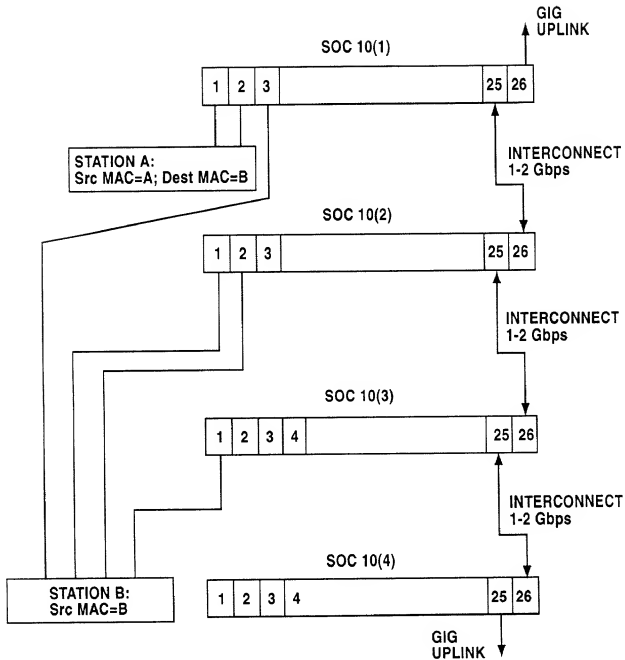 GIG
UPLINK
SOC 10(1)
1 2 3 25 26
STATION A:
Src MAC=A; Dest MAC=B
INTERCONNECT
1-2 Gbps
SOC 10(2)
1 2 3 25 26
INTERCONNECT
1-2 Gbps
SOC 10(3)
1 2 3 4 25 26
INTERCONNECT
1-2 Gbps
SOC 10(4)
STATION B:
Src MAC=B
1 2 3 4 25 26
GIG
UPLINK